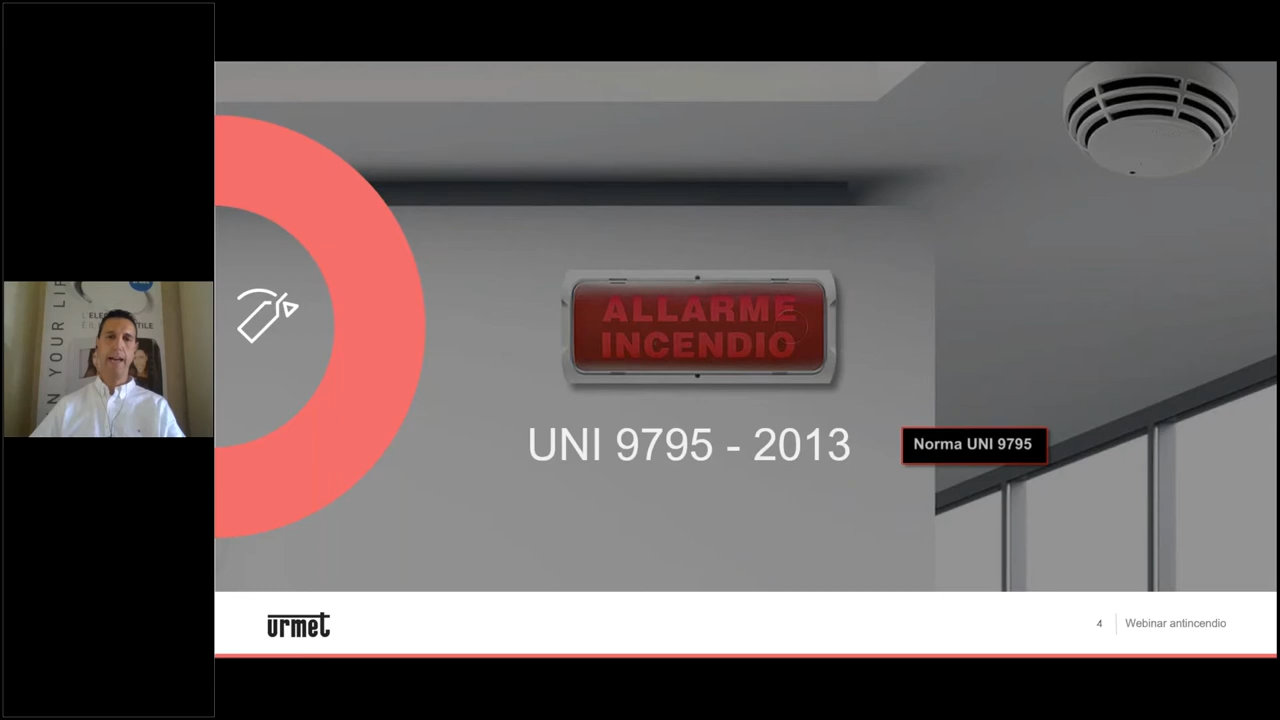 ALLARME
INCENDIO
UNI 9795 - 2013
Norma UNI 9795
urmet
4
Webinar antincendio